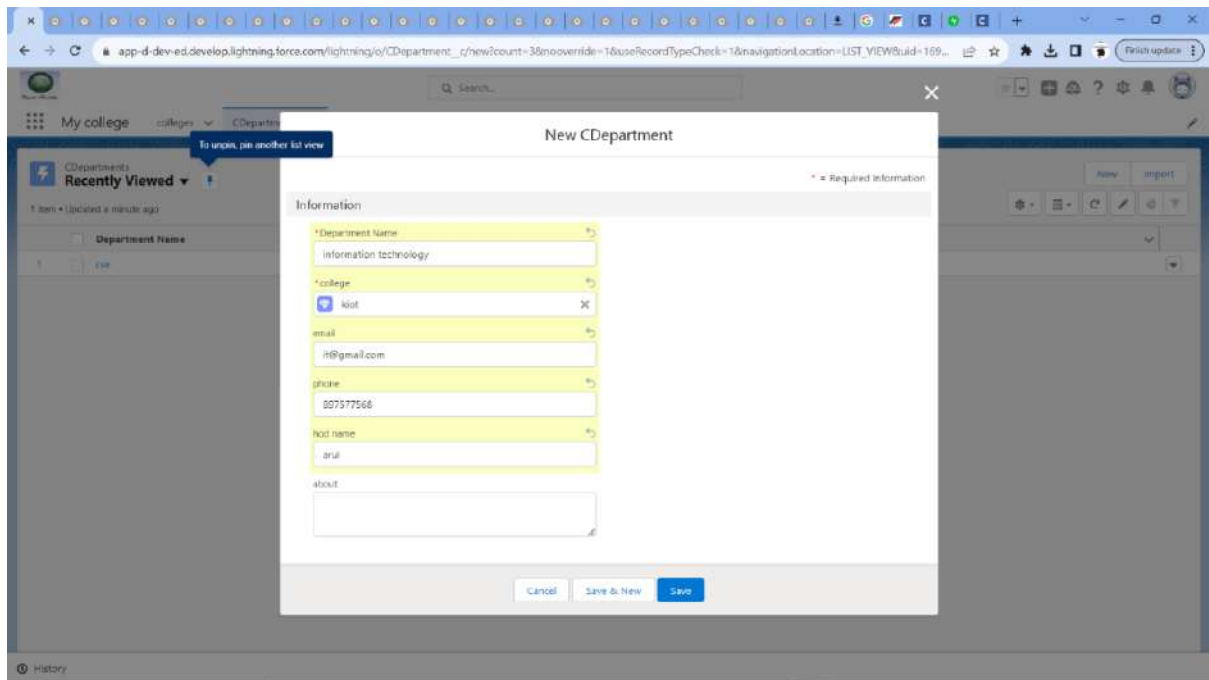 app-d-dev-ed.develop.lightning.force.com/lightning/o/CDepartment__c/new?count=3&nooverride=1&useRecordTypeCheck=1&navigationLocation=LIST_VIEW&uid=169...
Finish update
Search...
My college
colleges
To unpin, pin another list view
New CDepartment
CDepartments
Recently Viewed
New
Import
* = Required Information
1 item • Updated a minute ago
Information
Department Name
*Department Name
information technology
1
*college
kiot
email
it@gmail.com
phone
897577568
hod name
arul
about
Cancel
Save & New
Save
History